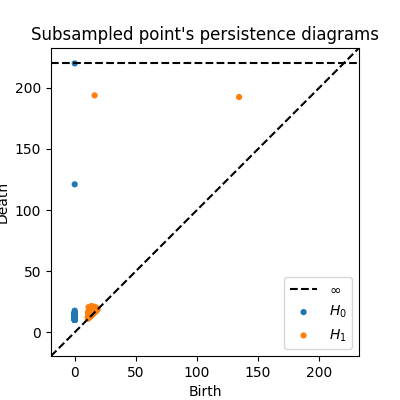 Subsampled point's persistence diagrams
200
150
100
50
0
Death
0
50
100
150
200
Birth
∞
H₀
H₁